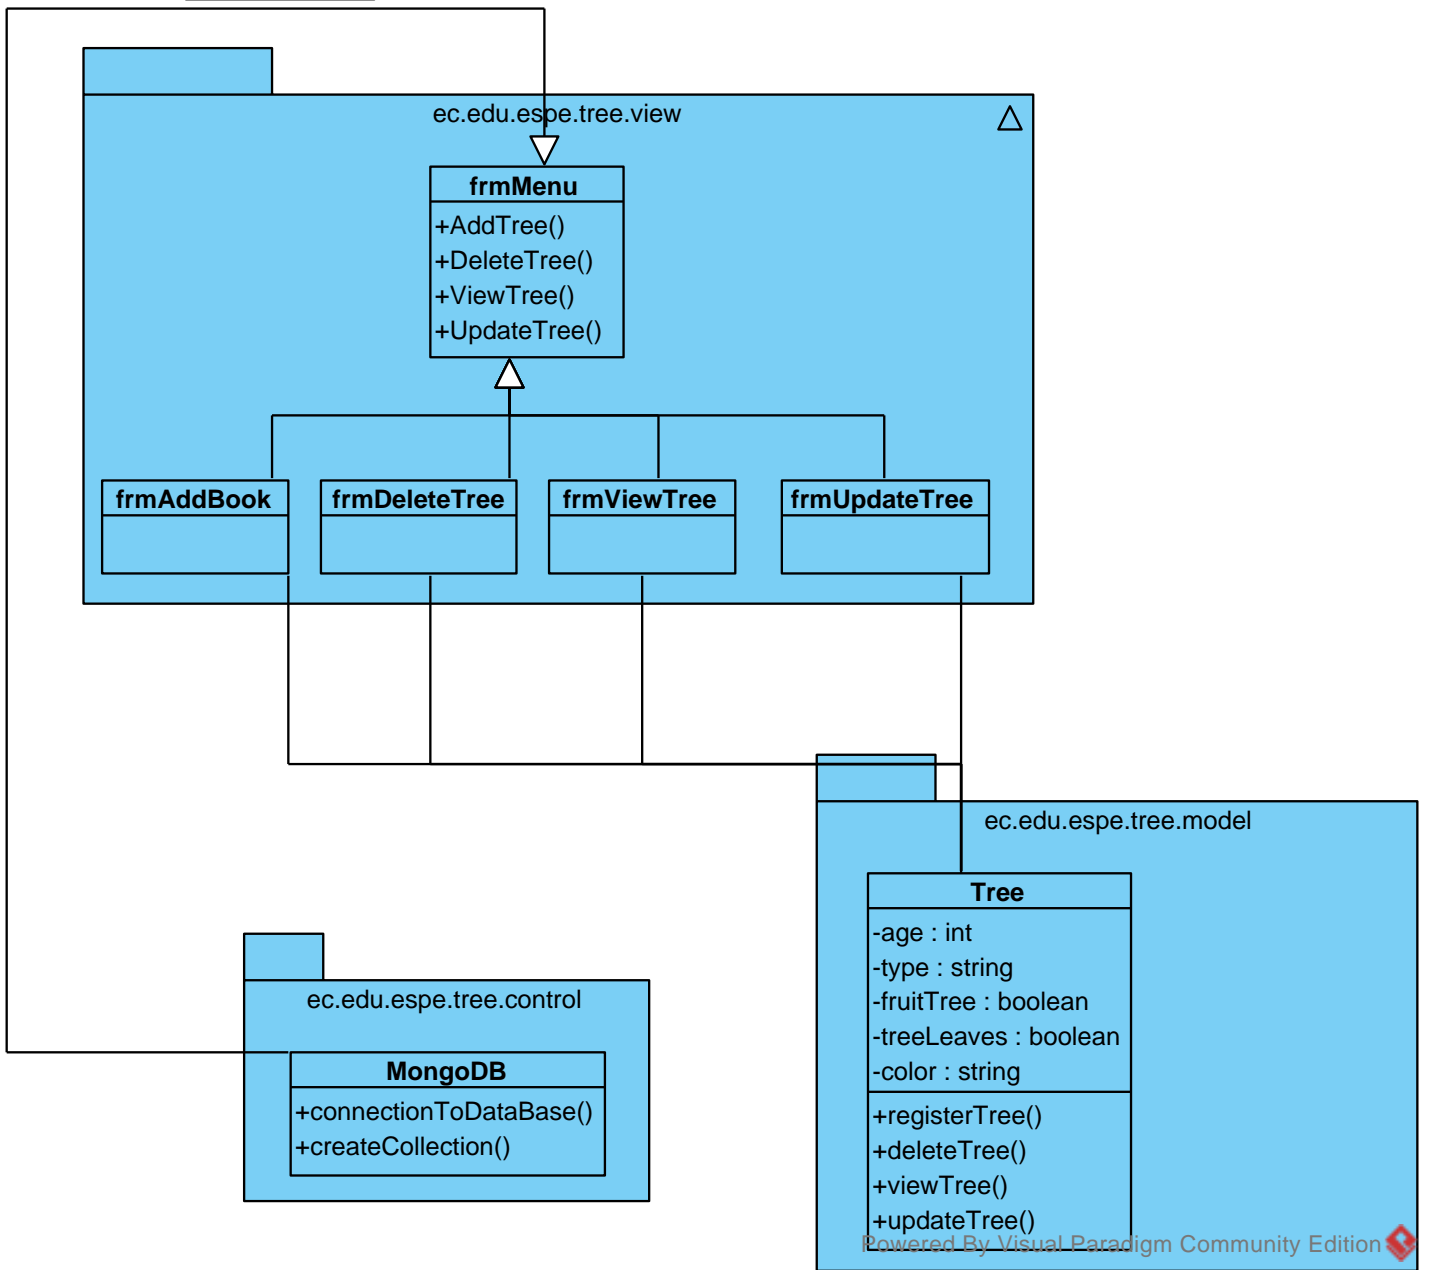 ec.edu.espe.tree.view
frmMenu
+AddTree()
+DeleteTree()
+ViewTree()
+UpdateTree()
frmAddBook
frmDeleteTree
frmViewTree
frmUpdateTree
ec.edu.espe.tree.model
Tree
-age : int
-type : string
-fruitTree : boolean
-treeLeaves : boolean
-color : string
+registerTree()
+deleteTree()
+viewTree()
+updateTree()
ec.edu.espe.tree.control
MongoDB
+connectionToDataBase()
+createCollection()
Powered By Visual Paradigm Community Edition